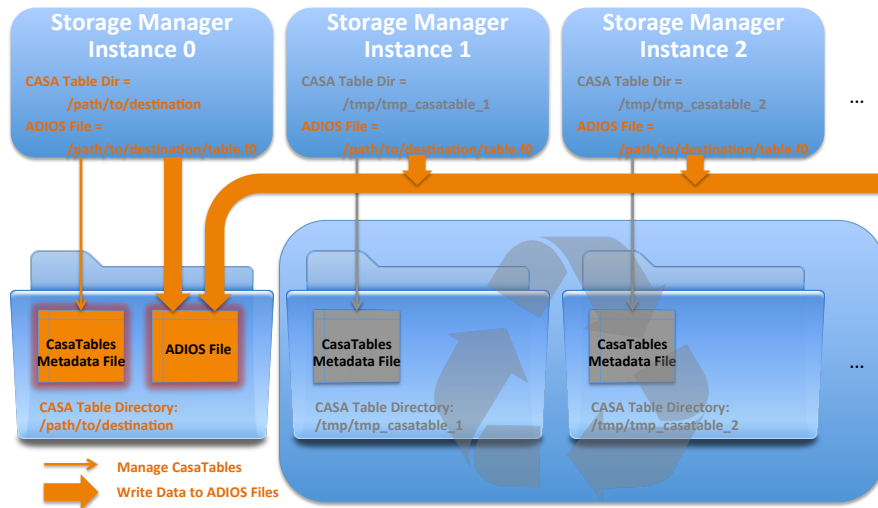 Storage Manager
Instance 0
CASA Table Dir =
/path/to/destination
ADIOS File =
/path/to/destination/table.f0
Storage Manager
Instance 1
CASA Table Dir =
/tmp/tmp_casatable_1
ADIOS File =
/path/to/destination/table.f0
Storage Manager
Instance 2
CASA Table Dir =
/tmp/tmp_casatable_2
ADIOS File =
/path/to/destination/table.f0
...
CasaTables
Metadata File
ADIOS File
CASA Table Directory:
/path/to/destination
CasaTables
Metadata File
CASA Table Directory:
/tmp/tmp_casatable_1
CasaTables
Metadata File
CASA Table Directory:
/tmp/tmp_casatable_2
...
Manage CasaTables
Write Data to ADIOS Files